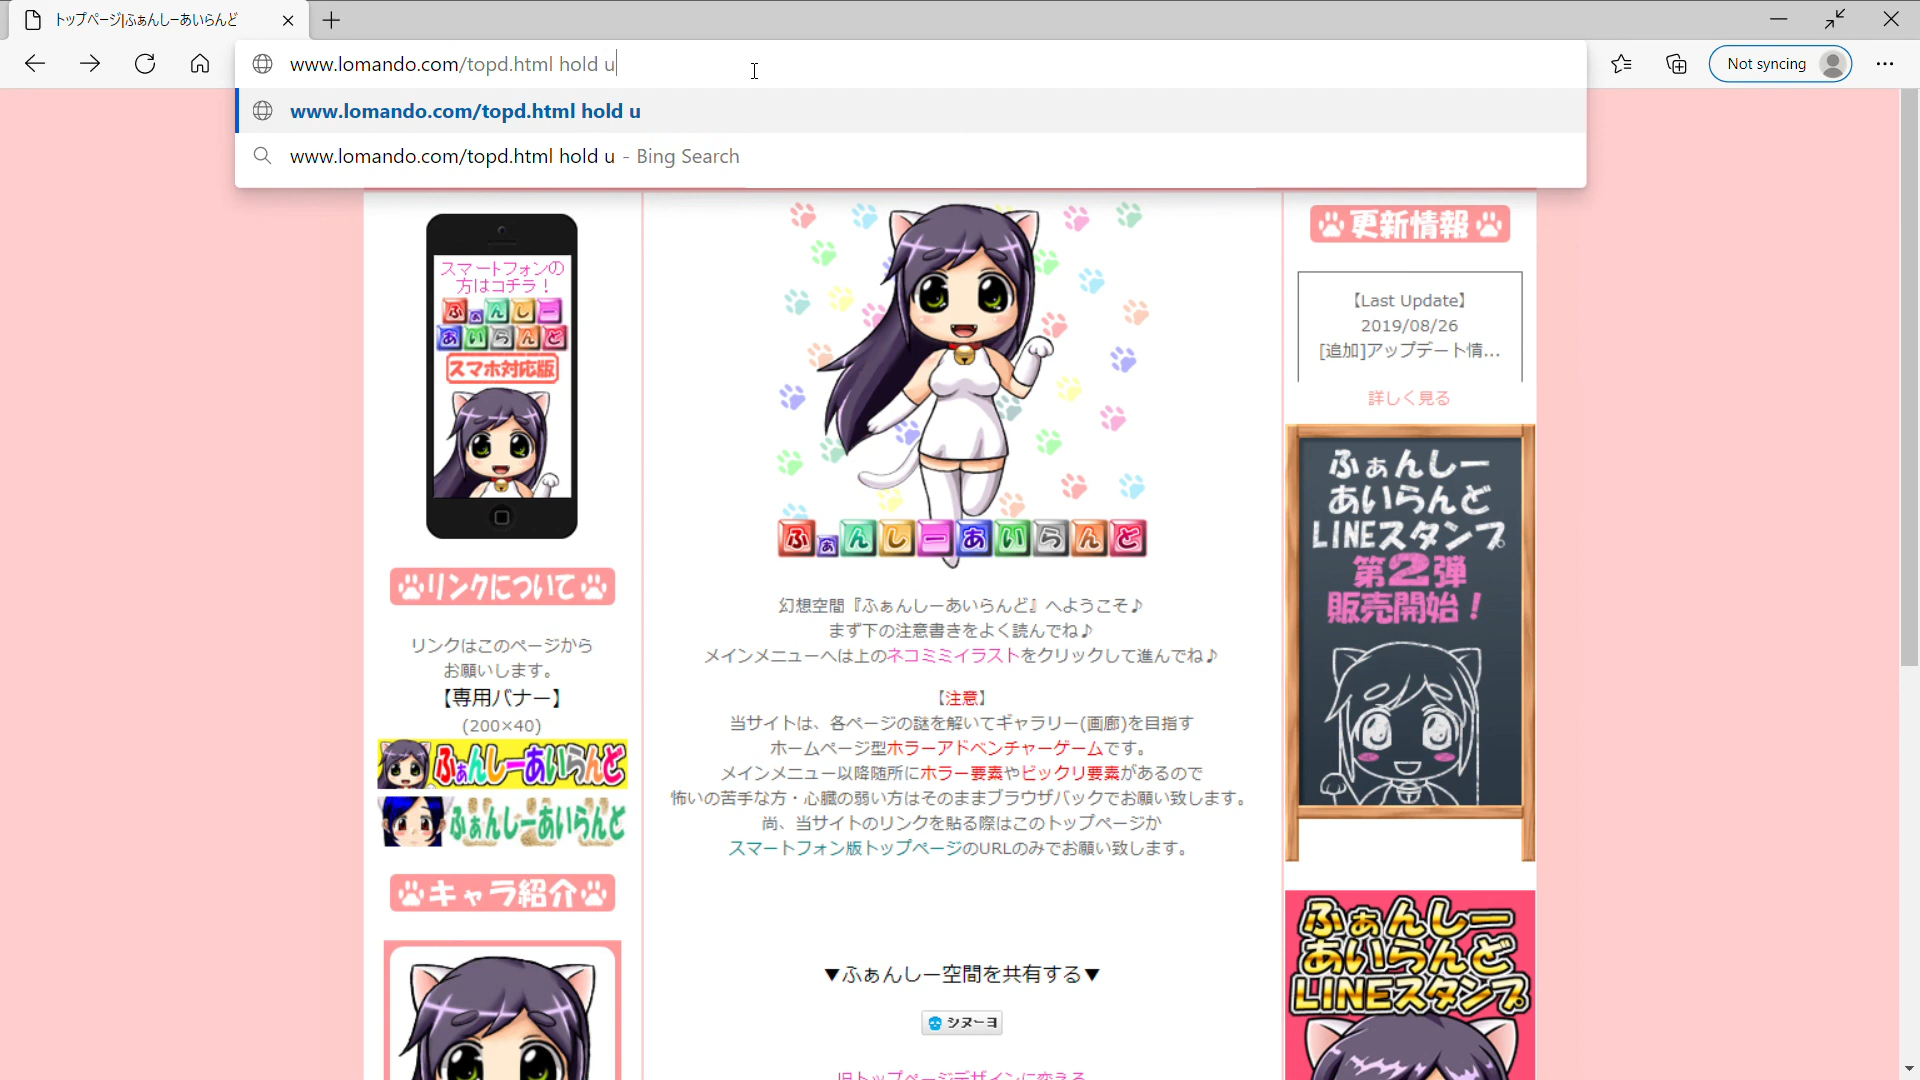 トップページ|ふぁんしーあいらんど
www.lomando.com/topd.html hold u
Not syncing
www.lomando.com/topd.html hold u
www.lomando.com/topd.html hold u - Bing Search
スマートフォンの
方はコチラ！
ふぁんしー
あいらんど
スマホ対応版
リンクについて
リンクはこのページから
お願いします。
【専用バナー】
(200×40)
ふぁんしーあいらんど
ふぁんしーあいらんど
キャラ紹介
ふぁんしーあいらんど
幻想空間『ふぁんしーあいらんど』へようこそ♪
まず下の注意書きをよく読んでね♪
メインメニューへは上のネコミミイラストをクリックして進んでね♪
【注意】
当サイトは、各ページの謎を解いてギャラリー(画廊)を目指す
ホームページ型ホラーアドベンチャーゲームです。
メインメニュー以降随所にホラー要素やビックリ要素があるので
怖いの苦手な方・心臓の弱い方はそのままブラウザバックでお願い致します。
尚、当サイトのリンクを貼る際はこのトップページか
スマートフォン版トップページのURLのみでお願い致します。
▼ふぁんしー空間を共有する▼
シヌーヨ
旧トップページデザインに変える
更新情報
【Last Update】
2019/08/26
[追加]アップデート情...
詳しく見る
ふぁんしー
あいらんど
LINEスタンプ
第2弾
販売開始！
ふぁんしー
あいらんど
LINEスタンプ